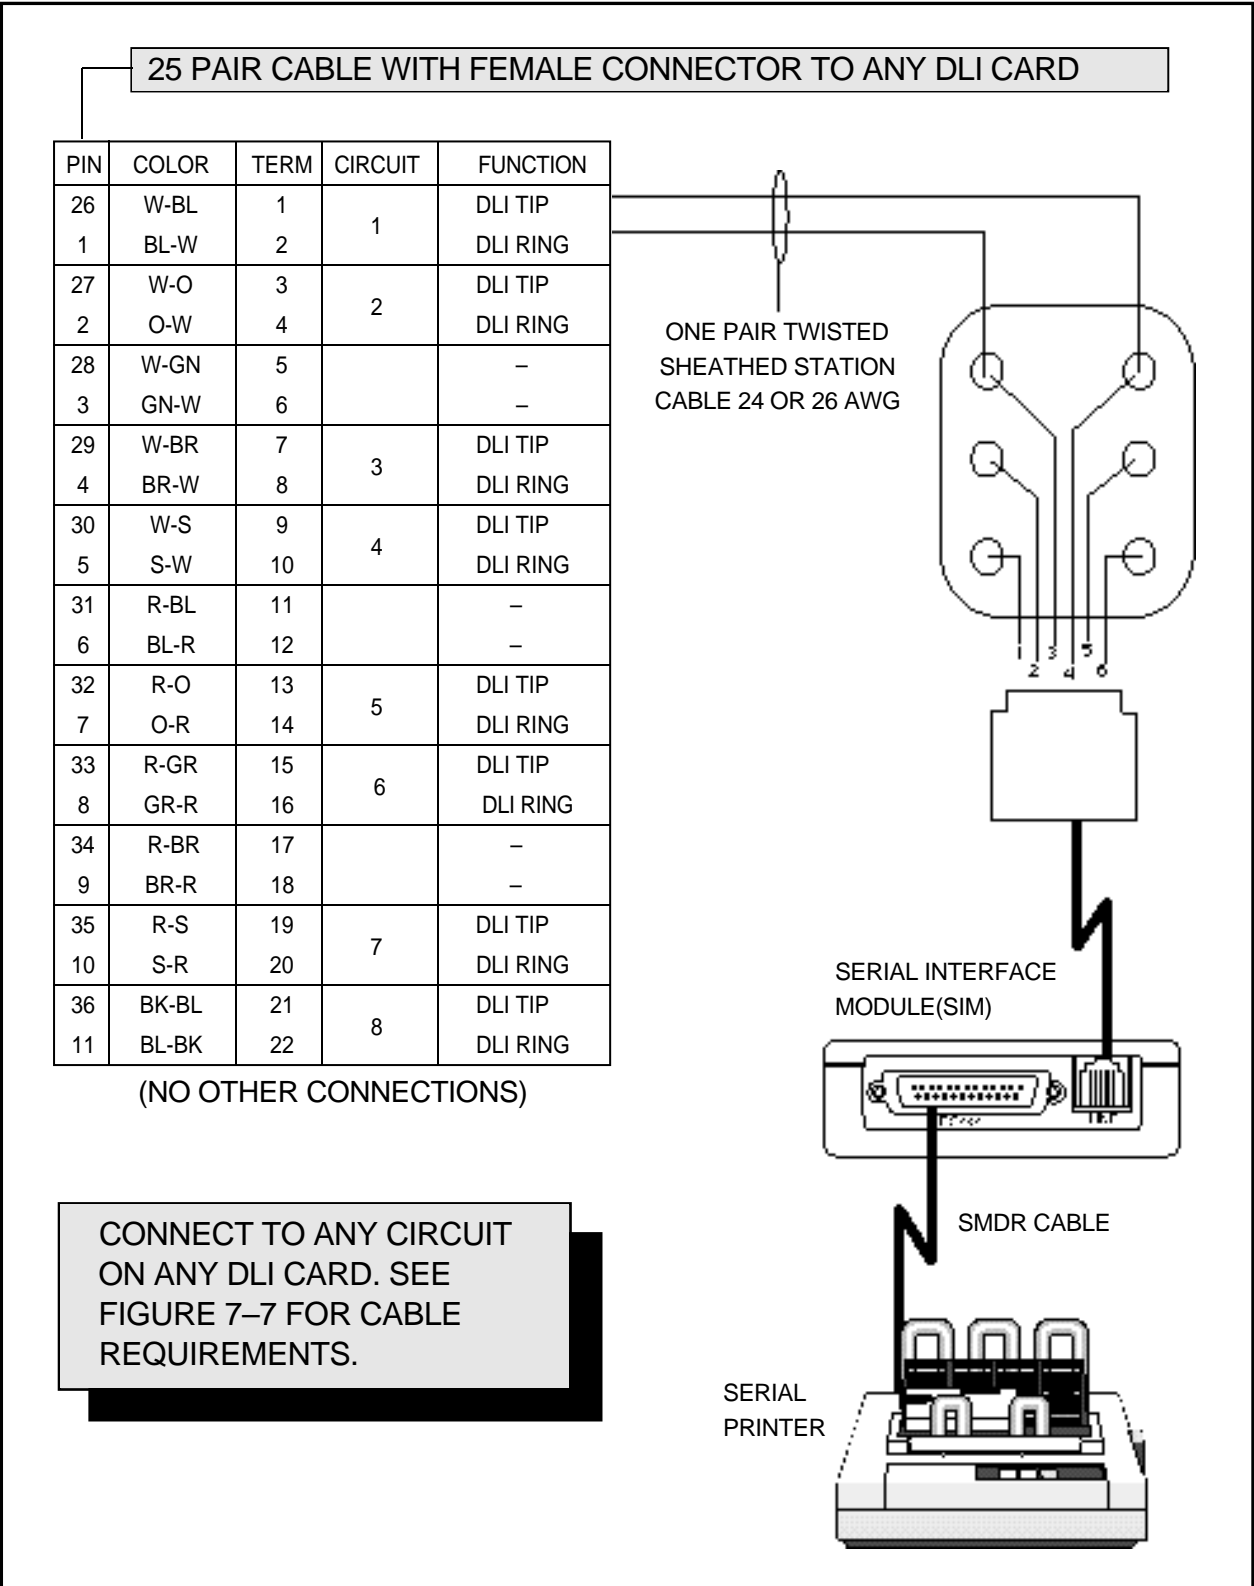 25 PAIR CABLE WITH FEMALE CONNECTOR TO ANY DLI CARD
PIN COLOR TERM CIRCUIT FUNCTION
26 W-BL 1 DLI TIP
1
1 BL-W 2 DLI RING
27 W-O 3 DLI TIP
2
2 O-W 4 DLI RING
28 W-GN 5 –
3 GN-W 6 –
29 W-BR 7 DLI TIP
3
4 BR-W 8 DLI RING
30 W-S 9 DLI TIP
4
5 S-W 10 DLI RING
31 R-BL 11 –
6 BL-R 12 –
32 R-O 13 DLI TIP
5
7 O-R 14 DLI RING
33 R-GR 15 DLI TIP
6
8 GR-R 16 DLI RING
34 R-BR 17 –
9 BR-R 18 –
35 R-S 19 DLI TIP
7
10 S-R 20 DLI RING
36 BK-BL 21 DLI TIP
8
11 BL-BK 22 DLI RING
(NO OTHER CONNECTIONS)
ONE PAIR TWISTED
SHEATHED STATION
CABLE 24 OR 26 AWG
1 2 3 4 5 6
SERIAL INTERFACE
MODULE(SIM)
SMDR CABLE
SERIAL
PRINTER
CONNECT TO ANY CIRCUIT
ON ANY DLI CARD. SEE
FIGURE 7–7 FOR CABLE
REQUIREMENTS.